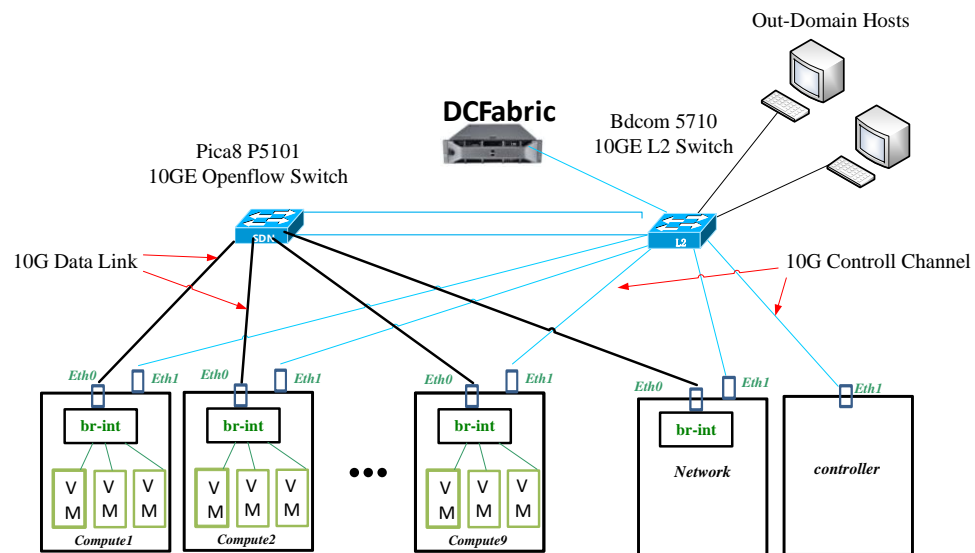 Out-Domain Hosts
DCFabric
Bdcom 5710
10GE L2 Switch
Pica8 P5101
10GE Openflow Switch
SDN
L2
10G Data Link
10G Controll Channel
Eth0
Eth1
Eth0
Eth1
Eth0
Eth1
Eth0
Eth1
Eth1
br-int
br-int
br-int
br-int
V M
V M
V M
V M
V M
V M
V M
V M
V M
•••
Network
controller
Compute1
Compute2
Compute9